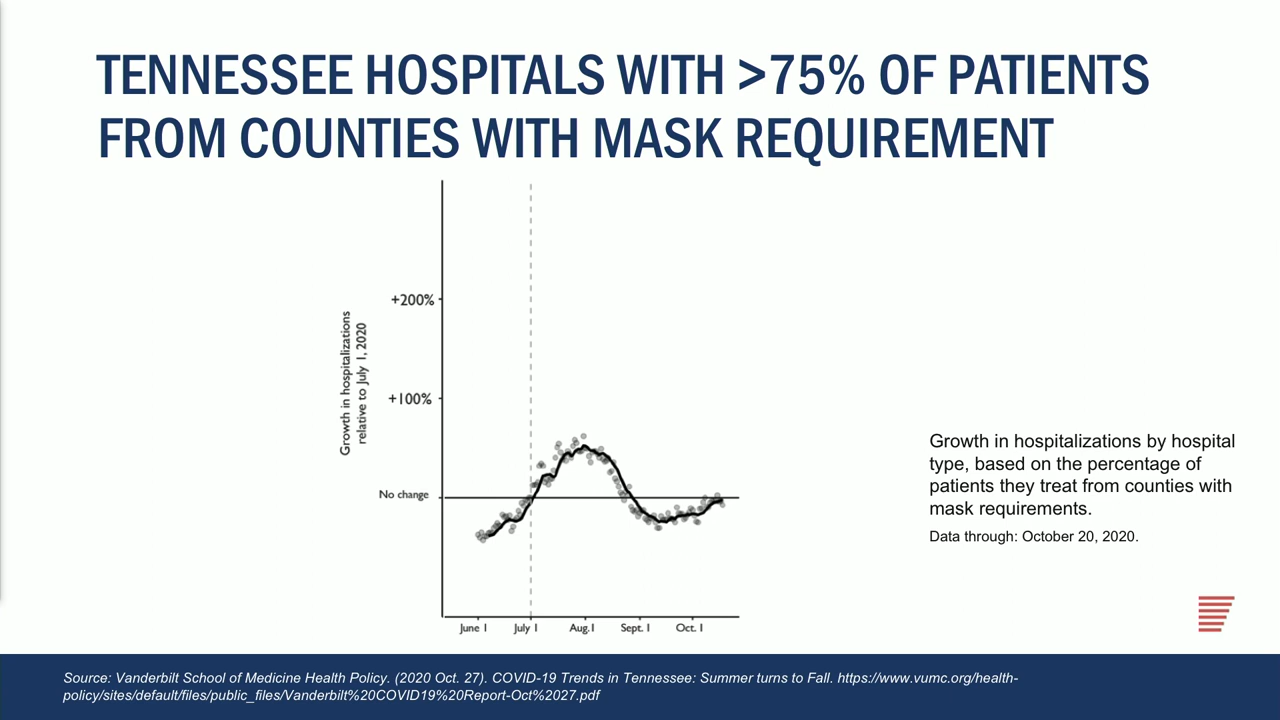 TENNESSEE HOSPITALS WITH >75% OF PATIENTS
FROM COUNTIES WITH MASK REQUIREMENT
Growth in hospitalizations
relative to July 1, 2020
+200%
+100%
No change
June 1
July 1
Aug.1
Sept. 1
Oct. 1
Growth in hospitalizations by hospital
type, based on the percentage of
patients they treat from counties with
mask requirements.
Data through: October 20, 2020.
Source: Vanderbilt School of Medicine Health Policy. (2020 Oct. 27). COVID-19 Trends in Tennessee: Summer turns to Fall. https://www.vumc.org/health-
policy/sites/default/files/public_files/Vanderbilt%20COVID19%20Report-Oct%2027.pdf